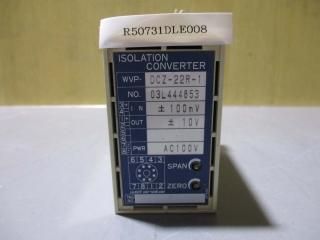 R50731DLE008
ISOLATION
CONVERTER
WVP- DCZ-22R-1
NO. 03L444853
IN ± 100mV
OUT ± 10V
PWR AC100V
6 5 4 3
SPAN
7 8 1 2 ZERO